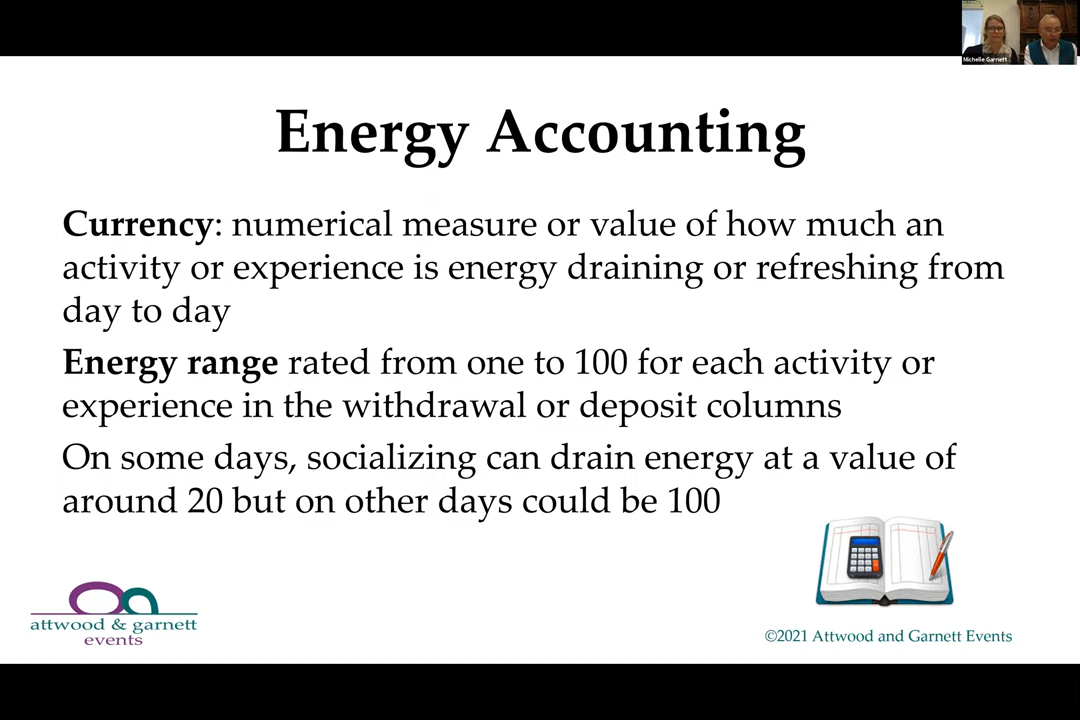 Michelle Garnett
Energy Accounting
Currency: numerical measure or value of how much an
activity or experience is energy draining or refreshing from
day to day
Energy range rated from one to 100 for each activity or
experience in the withdrawal or deposit columns
On some days, socializing can drain energy at a value of
around 20 but on other days could be 100
attwood & garnett
events
©2021 Attwood and Garnett Events